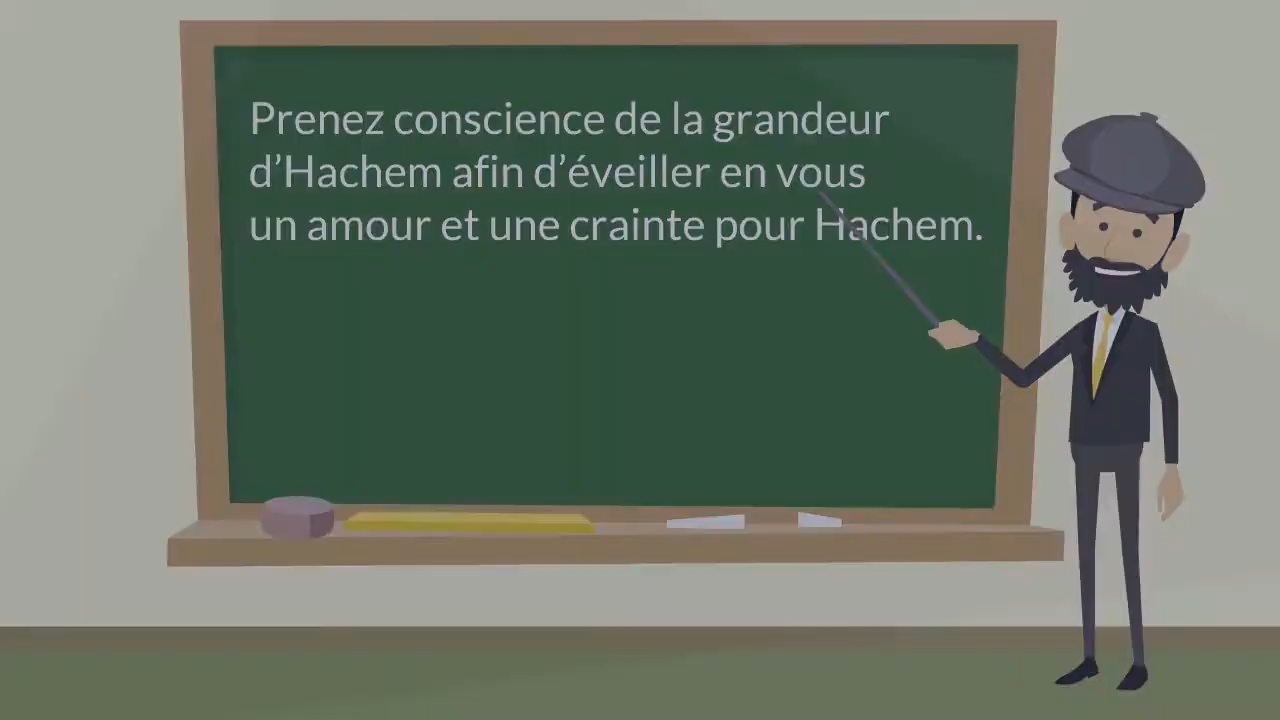 Prenez conscience de la grandeur
d’Hachem afin d’éveiller en vous
un amour et une crainte pour Hachem.